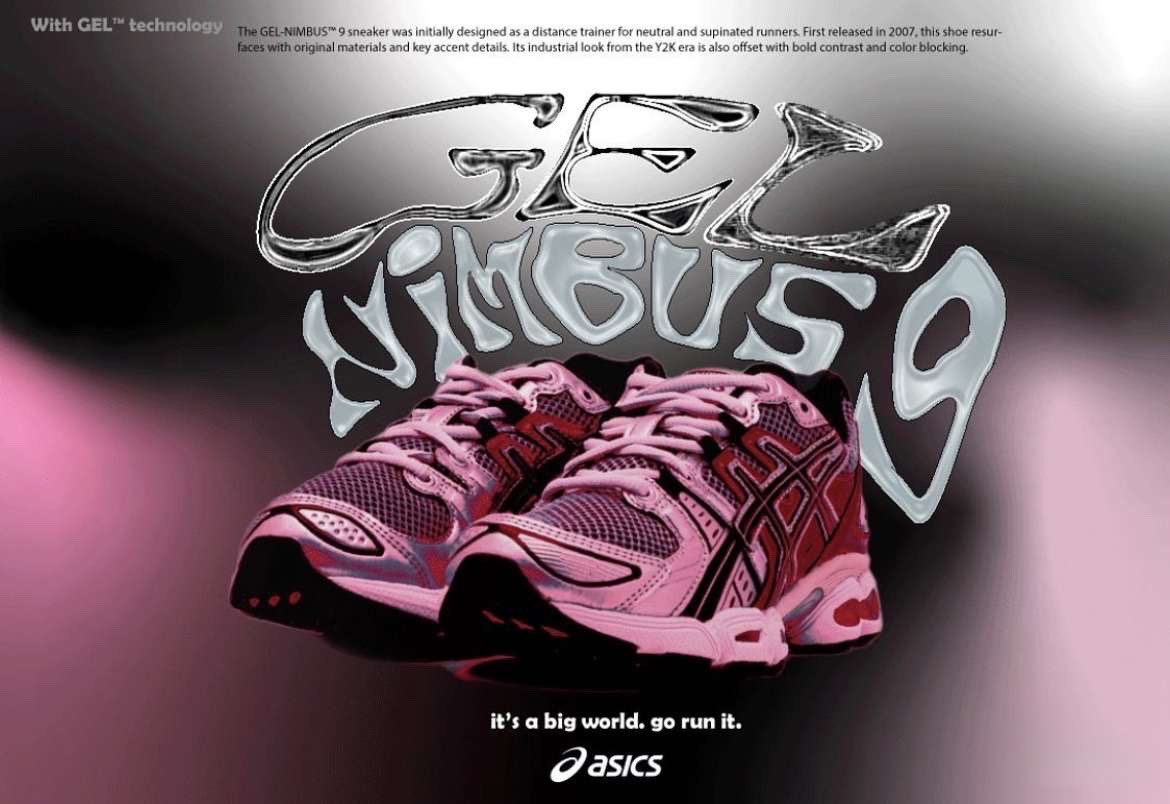 With GEL™ technology
The GEL-NIMBUS™ 9 sneaker was initially designed as a distance trainer for neutral and supinated runners. First released in 2007, this shoe resur-
faces with original materials and key accent details. Its industrial look from the Y2K era is also offset with bold contrast and color blocking.
GEL
NiMBUS 9
it's a big world. go run it.
asics